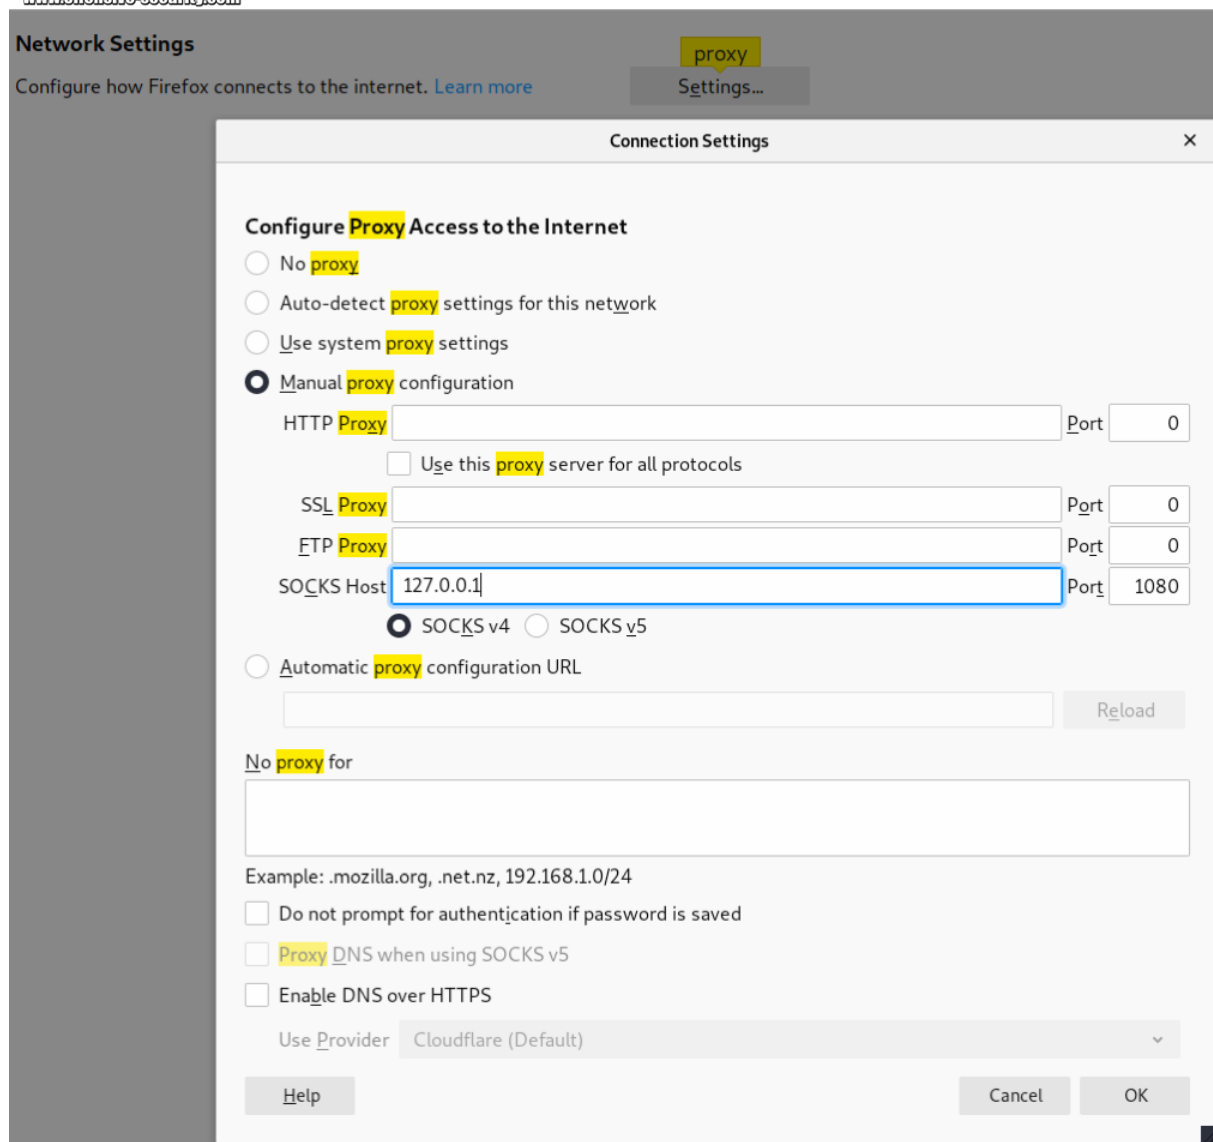 www.offensive-security.com
Network Settings
proxy
Configure how Firefox connects to the internet. Learn more
Settings...
Connection Settings ×
Configure Proxy Access to the Internet
No proxy
Auto-detect proxy settings for this network
Use system proxy settings
Manual proxy configuration
HTTP Proxy Port 0
Use this proxy server for all protocols
SSL Proxy Port 0
FTP Proxy Port 0
SOCKS Host 127.0.0.1 Port 1080
SOCKS v4 SOCKS v5
Automatic proxy configuration URL
Reload
No proxy for
Example: .mozilla.org, .net.nz, 192.168.1.0/24
Do not prompt for authentication if password is saved
Proxy DNS when using SOCKS v5
Enable DNS over HTTPS
Use Provider Cloudflare (Default)
Help Cancel OK